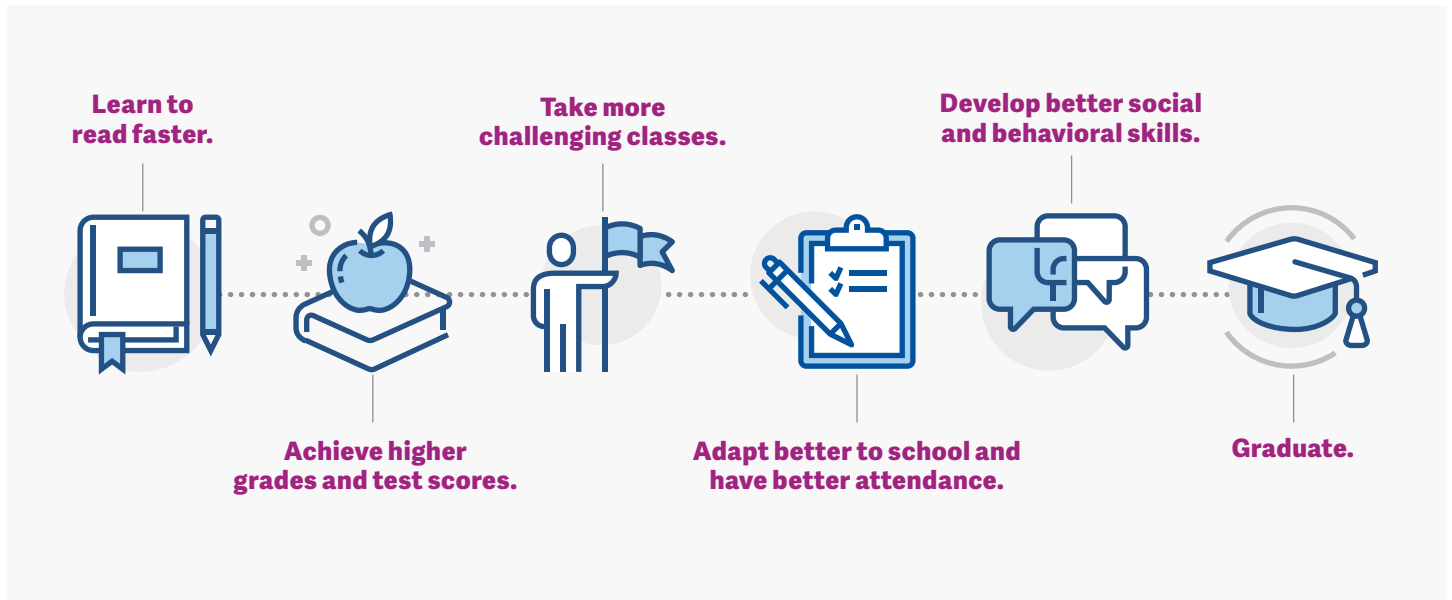 Learn to
read faster.
Achieve higher
grades and test scores.
Take more
challenging classes.
Adapt better to school and
have better attendance.
Develop better social
and behavioral skills.
Graduate.